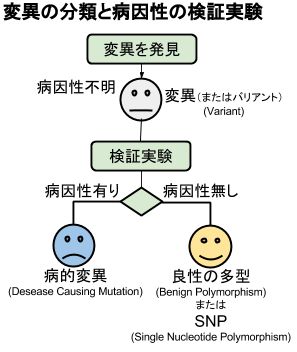 変異の分類と病因性の検証実験
変異を発見
病因性不明
変異（またはバリアント）
(Variant)
検証実験
病因性有り
病因性無し
病的変異
(Desease Causing Mutation)
良性の多型
(Benign Polymorphism)
または
SNP
(Single Nucleotide Polymorphism)